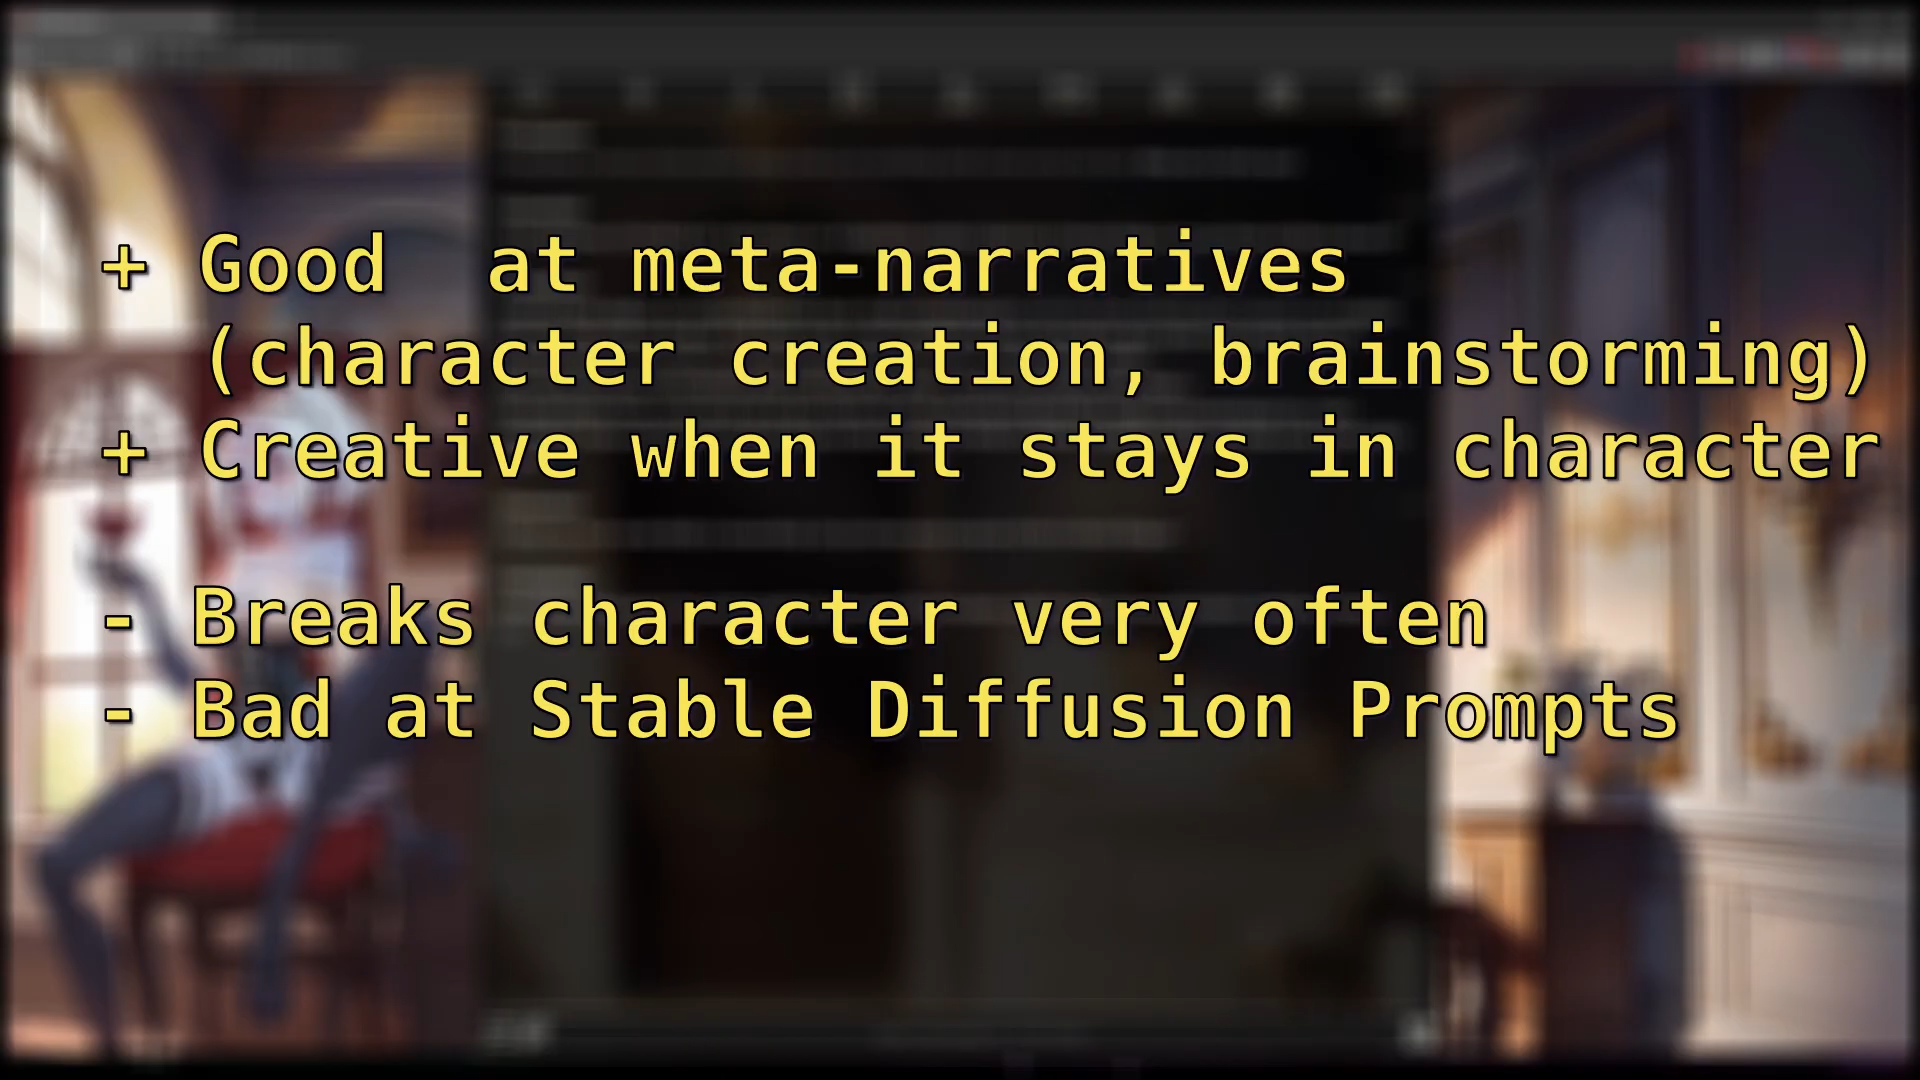 + Good  at meta-narratives
(character creation, brainstorming)
+ Creative when it stays in character
- Breaks character very often
- Bad at Stable Diffusion Prompts